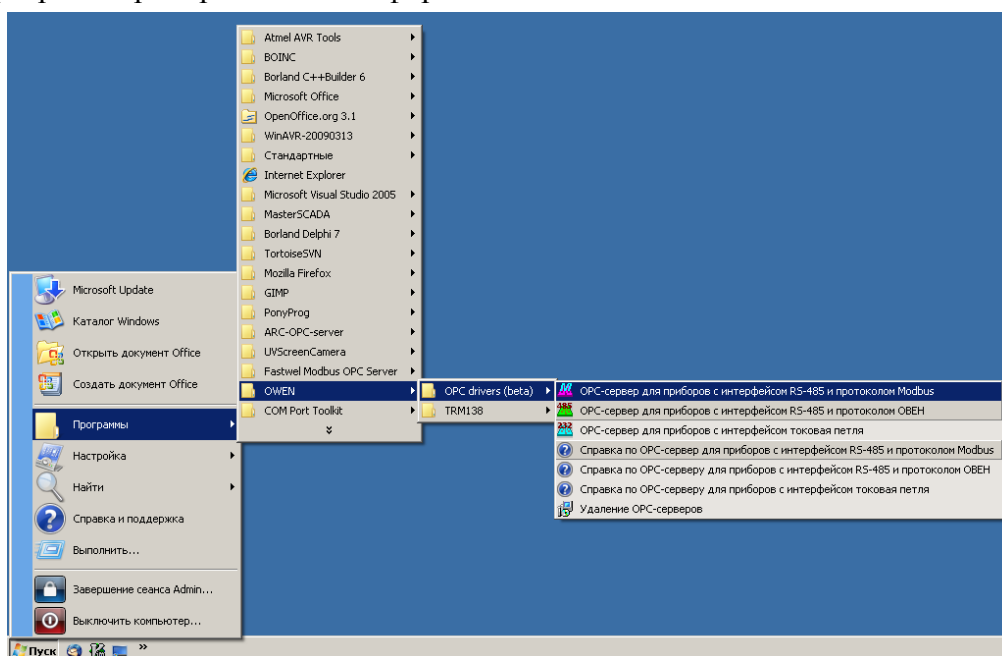 Atmel AVR Tools
BOINC
Borland C++Builder 6
Microsoft Office
OpenOffice.org 3.1
WinAVR-20090313
Стандартные
Internet Explorer
Microsoft Visual Studio 2005
MasterSCADA
Borland Delphi 7
TortoiseSVN
Mozilla Firefox
GIMP
PonyProg
ARC-OPC-server
UVScreenCamera
Fastwel Modbus OPC Server
OWEN
COM Port Toolkit
Microsoft Update
Каталог Windows
Открыть документ Office
Создать документ Office
Программы
Настройка
Найти
Справка и поддержка
Выполнить...
Завершение сеанса Admin...
Выключить компьютер...
OPC drivers (beta)
TRM138
OPC-сервер для приборов с интерфейсом RS-485 и протоколом Modbus
485 OPC-сервер для приборов с интерфейсом RS-485 и протоколом ОВЕН
232 OPC-сервер для приборов с интерфейсом токовая петля
Справка по OPC-сервер для приборов с интерфейсом RS-485 и протоколом Modbus
Справка по OPC-серверу для приборов с интерфейсом RS-485 и протоколом ОВЕН
Справка по OPC-серверу для приборов с интерфейсом токовая петля
Удаление OPC-серверов
Пуск